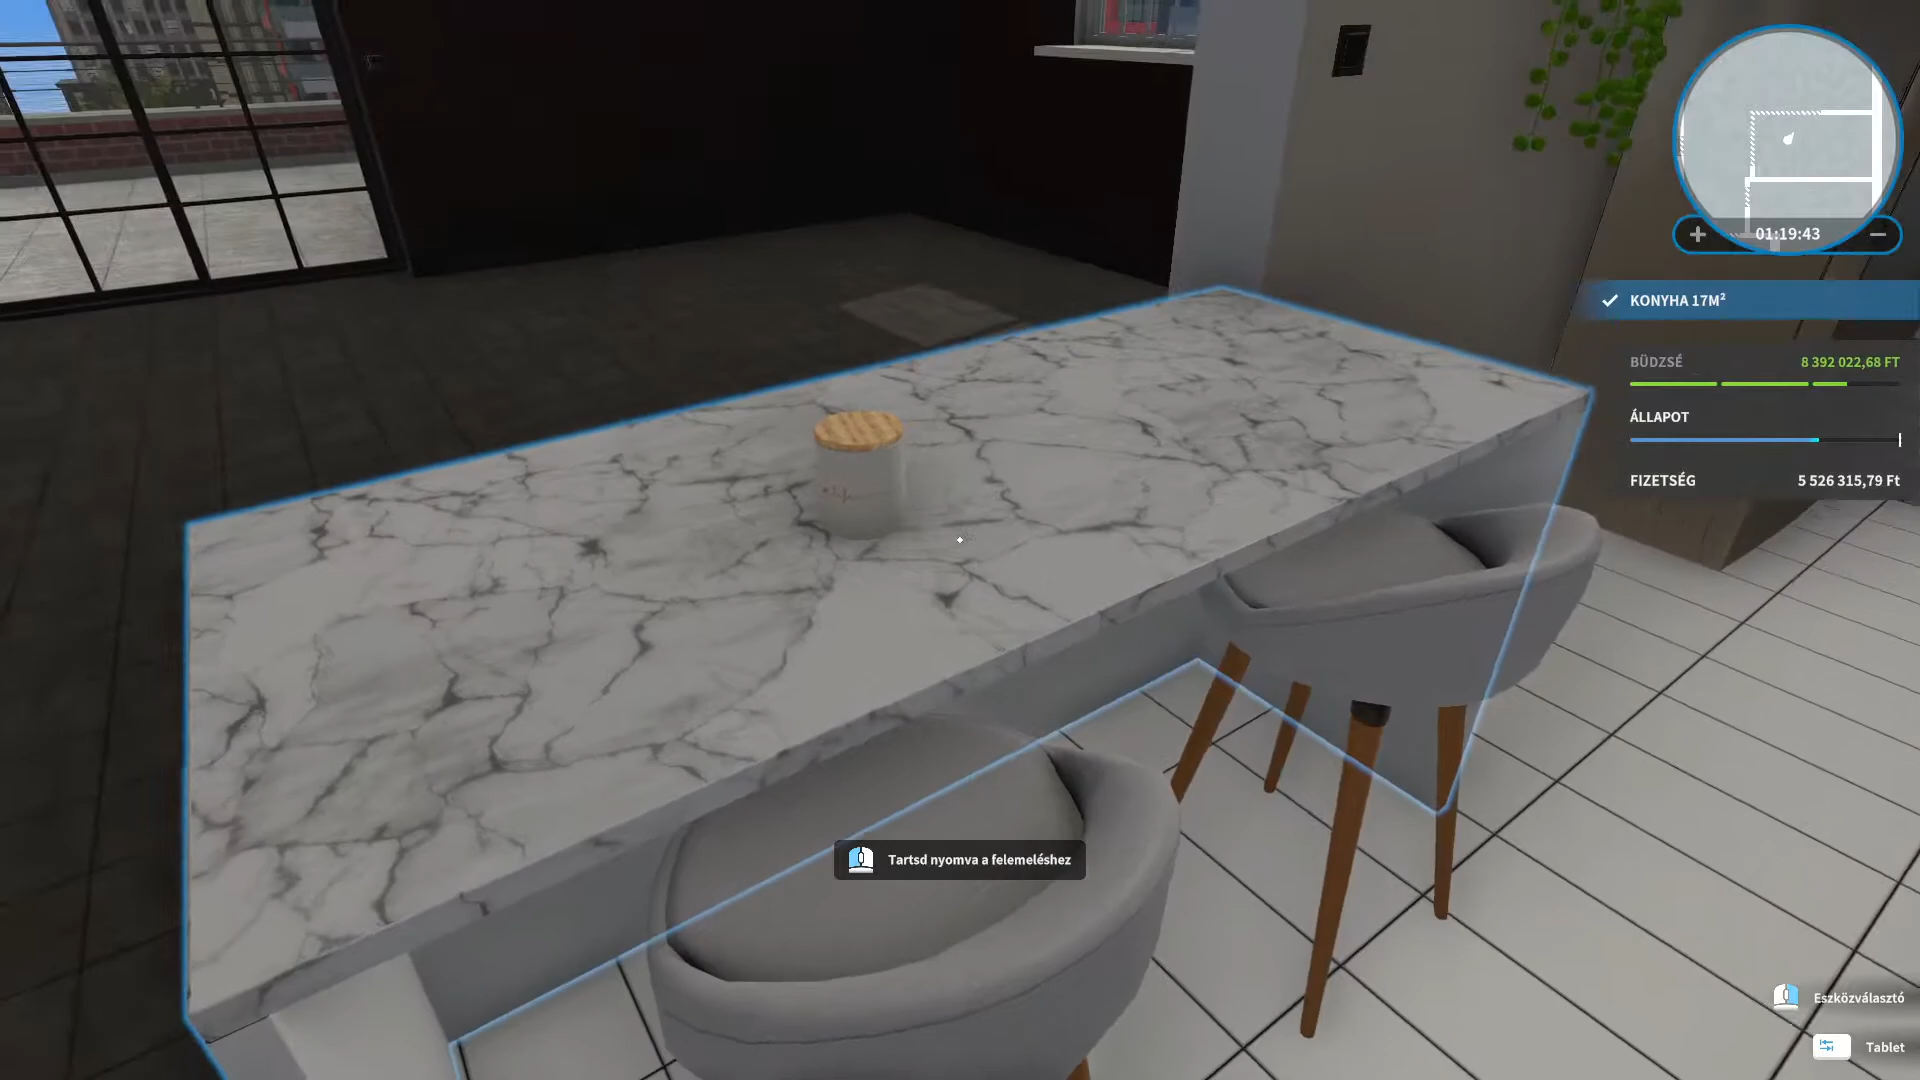 01:19:43
KONYHA 17M²
BÜDZSÉ 8 392 022,68 FT
ÁLLAPOT
FIZETSÉG 5 526 315,79 Ft
Tartsd nyomva a felemeléshez
Eszközválasztó
Tablet